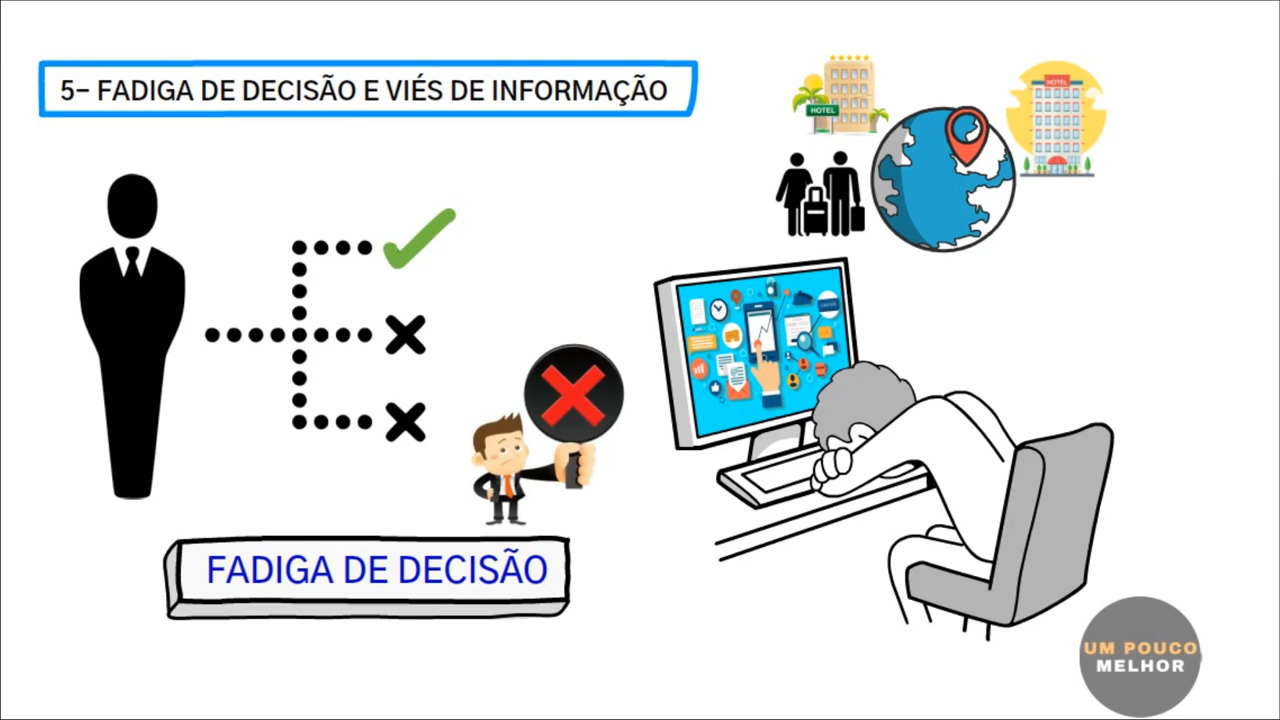 5- FADIGA DE DECISÃO E VIÉS DE INFORMAÇÃO
HOTEL
HOTEL
FADIGA DE DECISÃO
UM POUCO
MELHOR